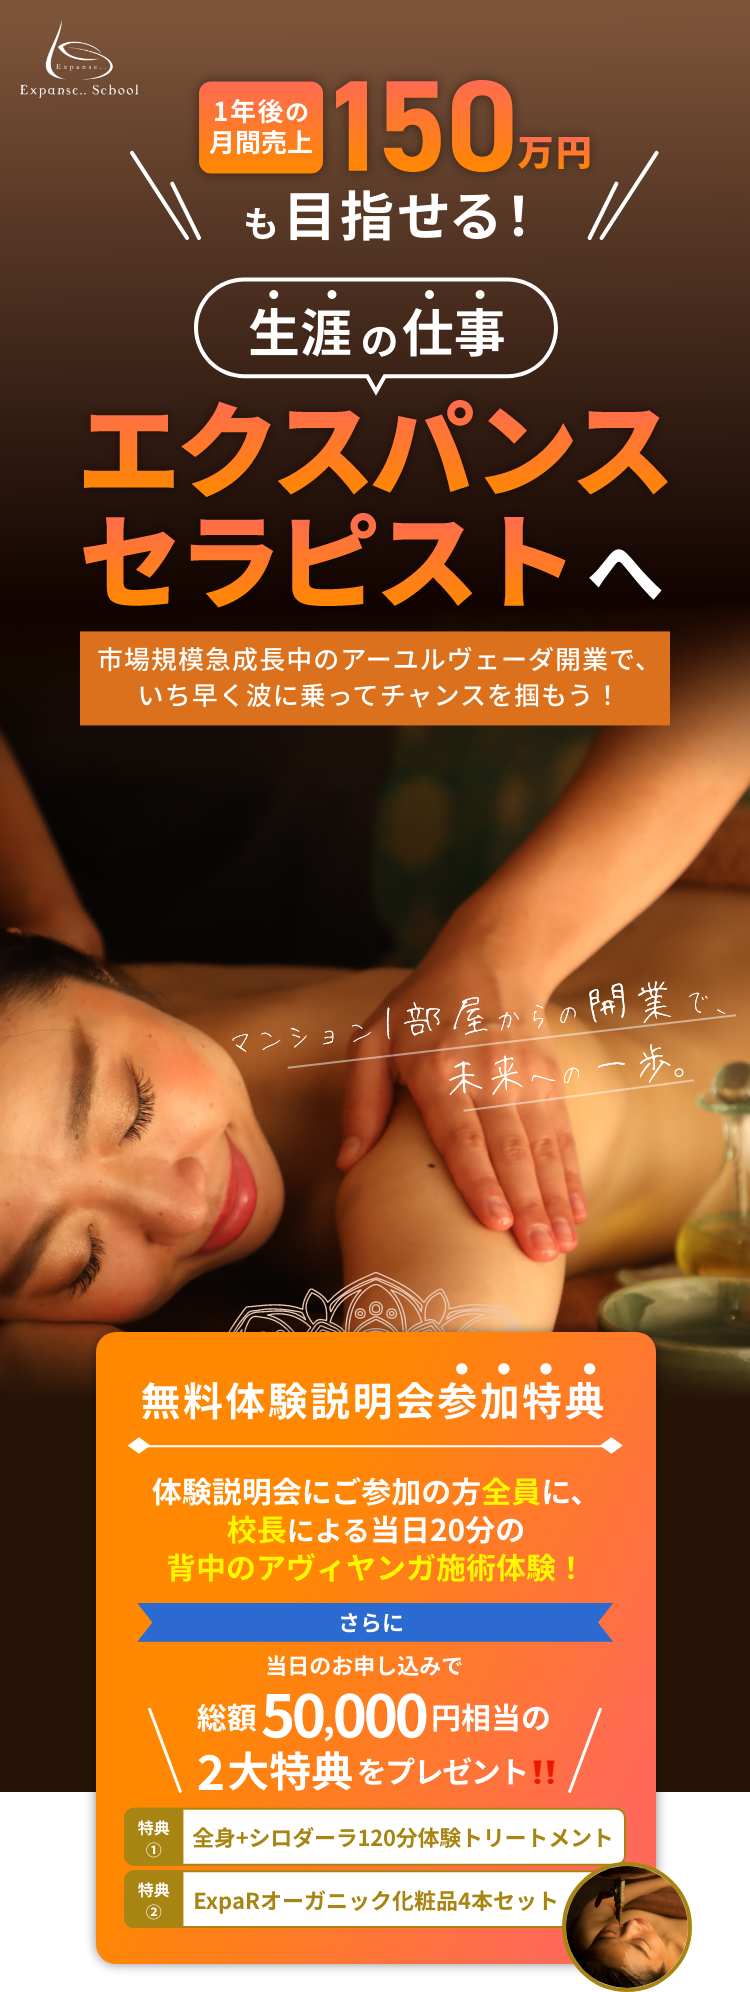 Expanse..
Expanse.. School
1年後の
月間売上
150万円
も目指せる！
生涯の仕事
エクスパンス
セラピストへ
市場規模急成長中のアーユルヴェーダ開業で、
いち早く波に乗ってチャンスを掴もう！
マンション1部屋からの開業で、
未来への一歩。
無料体験説明会参加特典
体験説明会にご参加の方全員に、
校長による当日20分の
背中のアヴィヤンガ施術体験！
さらに
当日のお申し込みで
総額50,000円相当の
2大特典をプレゼント!!
特典
①
全身+シロダーラ120分体験トリートメント
特典
②
ExpaRオーガニック化粧品4本セット